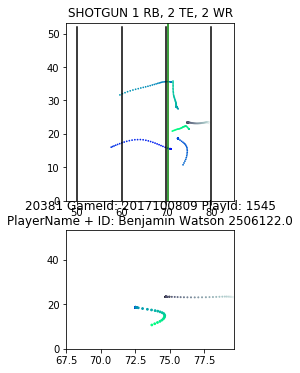 SHOTGUN 1 RB, 2 TE, 2 WR
50
40
30
20
10
0
50 60 70 80
20381 GameId: 2017100809 PlayId: 1545
PlayerName + ID: Benjamin Watson 2506122.0
40
20
0
67.5 70.0 72.5 75.0 77.5